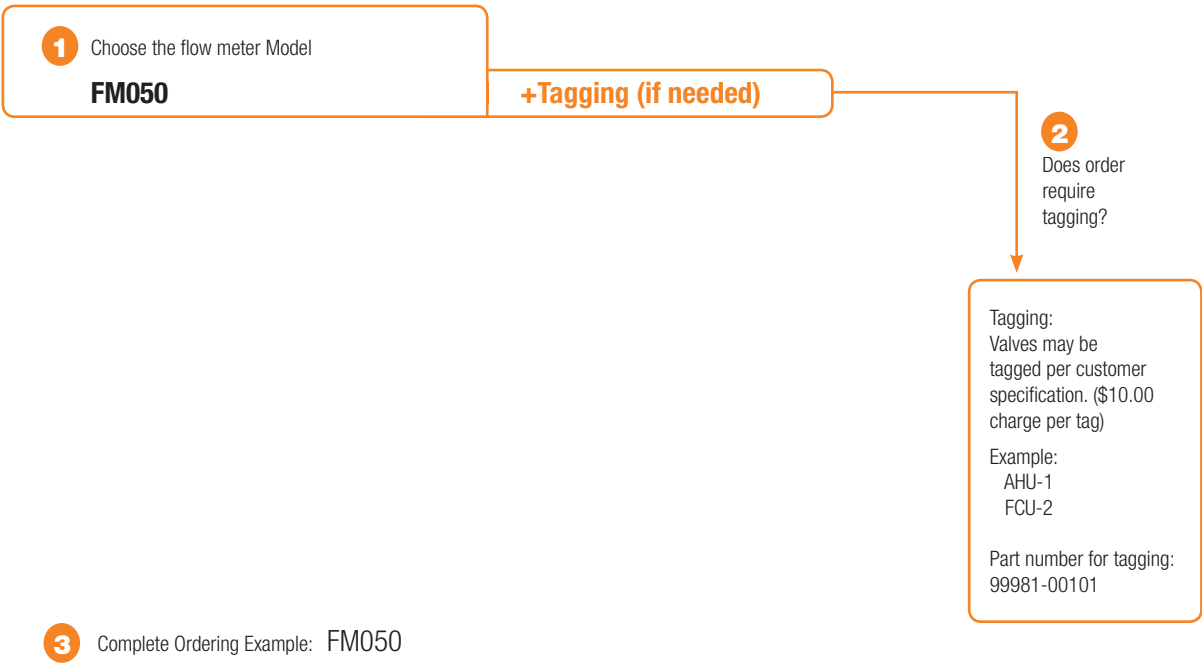 1 Choose the flow meter Model
FM050
+Tagging (if needed)
2
Does order
require
tagging?
Tagging:
Valves may be
tagged per customer
specification. ($10.00
charge per tag)
Example:
AHU-1
FCU-2
Part number for tagging:
99981-00101
3 Complete Ordering Example: FM050